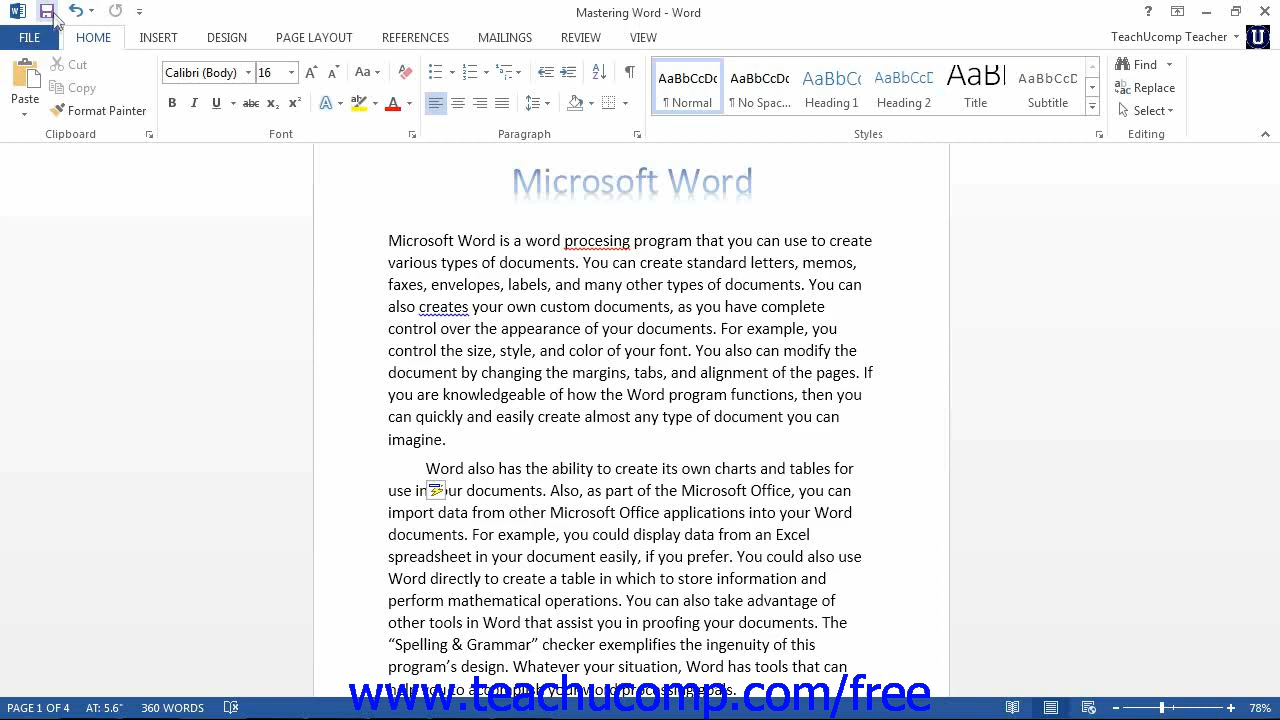 Mastering Word - Word
FILE HOME INSERT DESIGN PAGE LAYOUT REFERENCES MAILINGS REVIEW VIEW TeachUcomp Teacher
Paste
Cut
Copy
Format Painter
Clipboard
Calibri (Body) 16
Font
Paragraph
AaBbCcDc AaBbCcDc AaBbCc AaBbCcD AaB AaBbCcD
¶ Normal ¶ No Spac... Heading 1 Heading 2 Title Subtitle
Styles
Find
Replace
Select
Editing
Microsoft Word
Microsoft Word is a word procesing program that you can use to create
various types of documents. You can create standard letters, memos,
faxes, envelopes, labels, and many other types of documents. You can
also creates your own custom documents, as you have complete
control over the appearance of your documents. For example, you
control the size, style, and color of your font. You also can modify the
document by changing the margins, tabs, and alignment of the pages. If
you are knowledgeable of how the Word program functions, then you
can quickly and easily create almost any type of document you can
imagine.
Word also has the ability to create its own charts and tables for
use in your documents. Also, as part of the Microsoft Office, you can
import data from other Microsoft Office applications into your Word
documents. For example, you could display data from an Excel
spreadsheet in your document easily, if you prefer. You could also use
Word directly to create a table in which to store information and
perform mathematical operations. You can also take advantage of
other tools in Word that assist you in proofing your documents. The
“Spelling & Grammar” checker exemplifies the ingenuity of this
program’s design. Whatever your situation, Word has tools that can
help you to accomplish your word processing goals.
www.teachucomp.com/free
PAGE 1 OF 4 AT: 5.6" 360 WORDS 78%